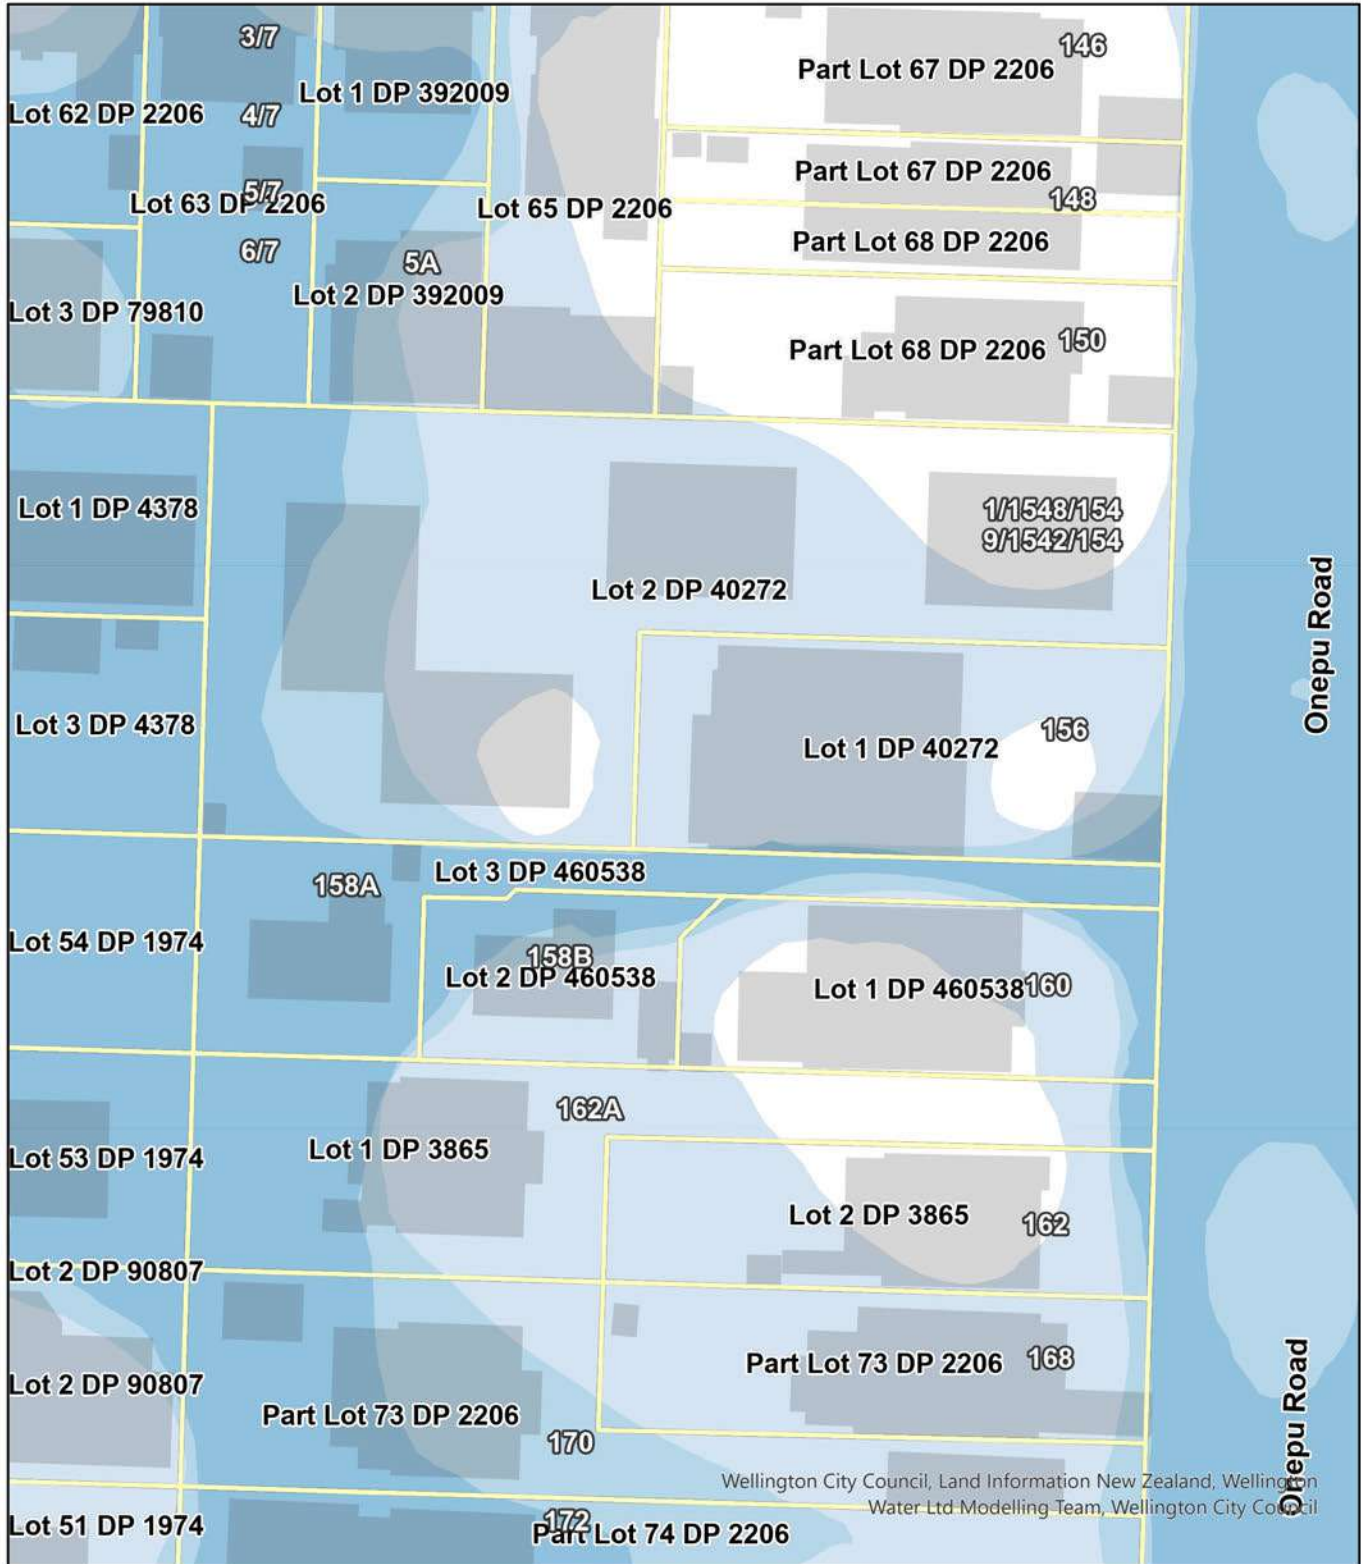 3/7
146
Part Lot 67 DP 2206
Lot 1 DP 392009
Lot 62 DP 2206
4/7
Part Lot 67 DP 2206
5/7
148
Lot 63 DP 2206
Lot 65 DP 2206
Part Lot 68 DP 2206
6/7
5A
Lot 2 DP 392009
Lot 3 DP 79810
150
Part Lot 68 DP 2206
Lot 1 DP 4378
1/1548/154
9/1542/154
Lot 2 DP 40272
Onepu Road
Lot 3 DP 4378
156
Lot 1 DP 40272
Lot 3 DP 460538
158A
Lot 54 DP 1974
158B
Lot 2 DP 460538
Lot 1 DP 460538
160
162A
Lot 53 DP 1974
Lot 1 DP 3865
Lot 2 DP 3865
162
Lot 2 DP 90807
Part Lot 73 DP 2206
168
Lot 2 DP 90807
Part Lot 73 DP 2206
170
Onepu Road
Wellington City Council, Land Information New Zealand, Wellington
Water Ltd Modelling Team, Wellington City Council
Lot 51 DP 1974
172
Part Lot 74 DP 2206